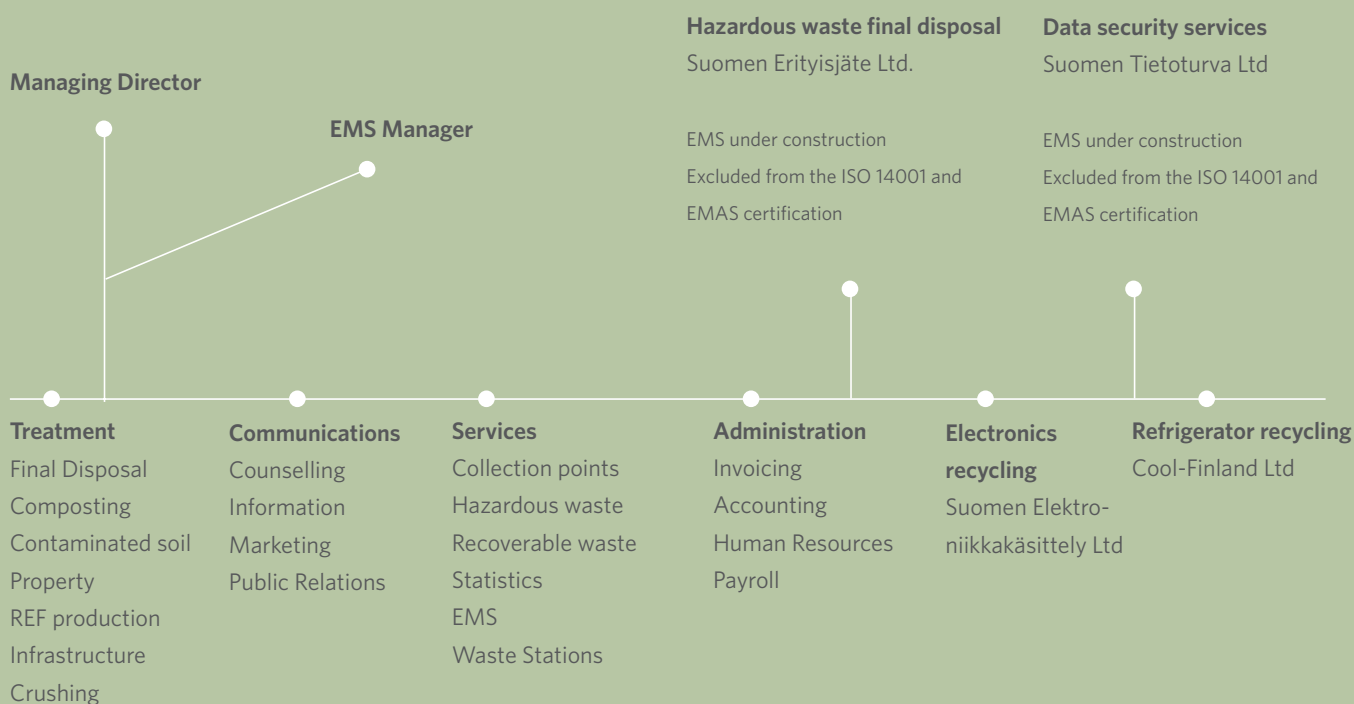 Managing Director
EMS Manager
Hazardous waste final disposal
Suomen Erityisjäte Ltd.
EMS under construction
Excluded from the ISO 14001 and
EMAS certification
Data security services
Suomen Tietoturva Ltd
EMS under construction
Excluded from the ISO 14001 and
EMAS certification
Treatment
Final Disposal
Composting
Contaminated soil
Property
REF production
Infrastructure
Crushing
Communications
Counselling
Information
Marketing
Public Relations
Services
Collection points
Hazardous waste
Recoverable waste
Statistics
EMS
Waste Stations
Administration
Invoicing
Accounting
Human Resources
Payroll
Electronics
recycling
Suomen Elektro-
niikkakäsittely Ltd
Refrigerator recycling
Cool-Finland Ltd